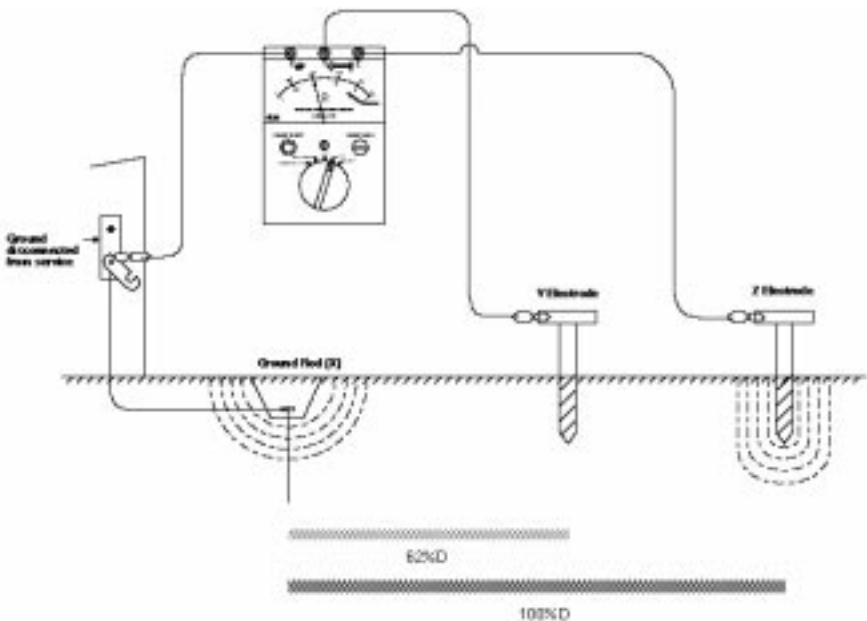 Ground
disconnected
from service
Y Electrode
Z Electrode
Ground Rod (X)
62%D
100%D